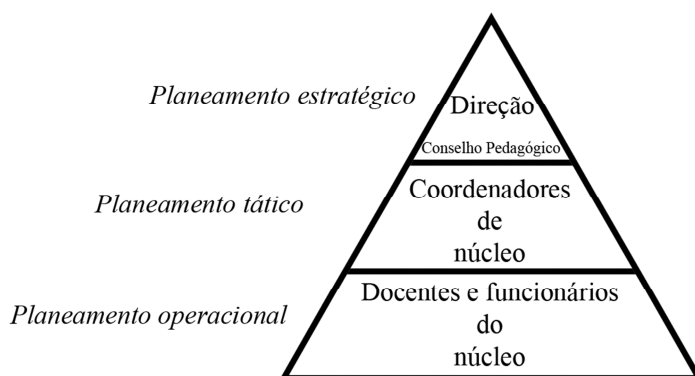 Planeamento estratégico
Direção
Conselho Pedagógico
Planeamento tático
Coordenadores
de
núcleo
Planeamento operacional
Docentes e funcionários
do
núcleo